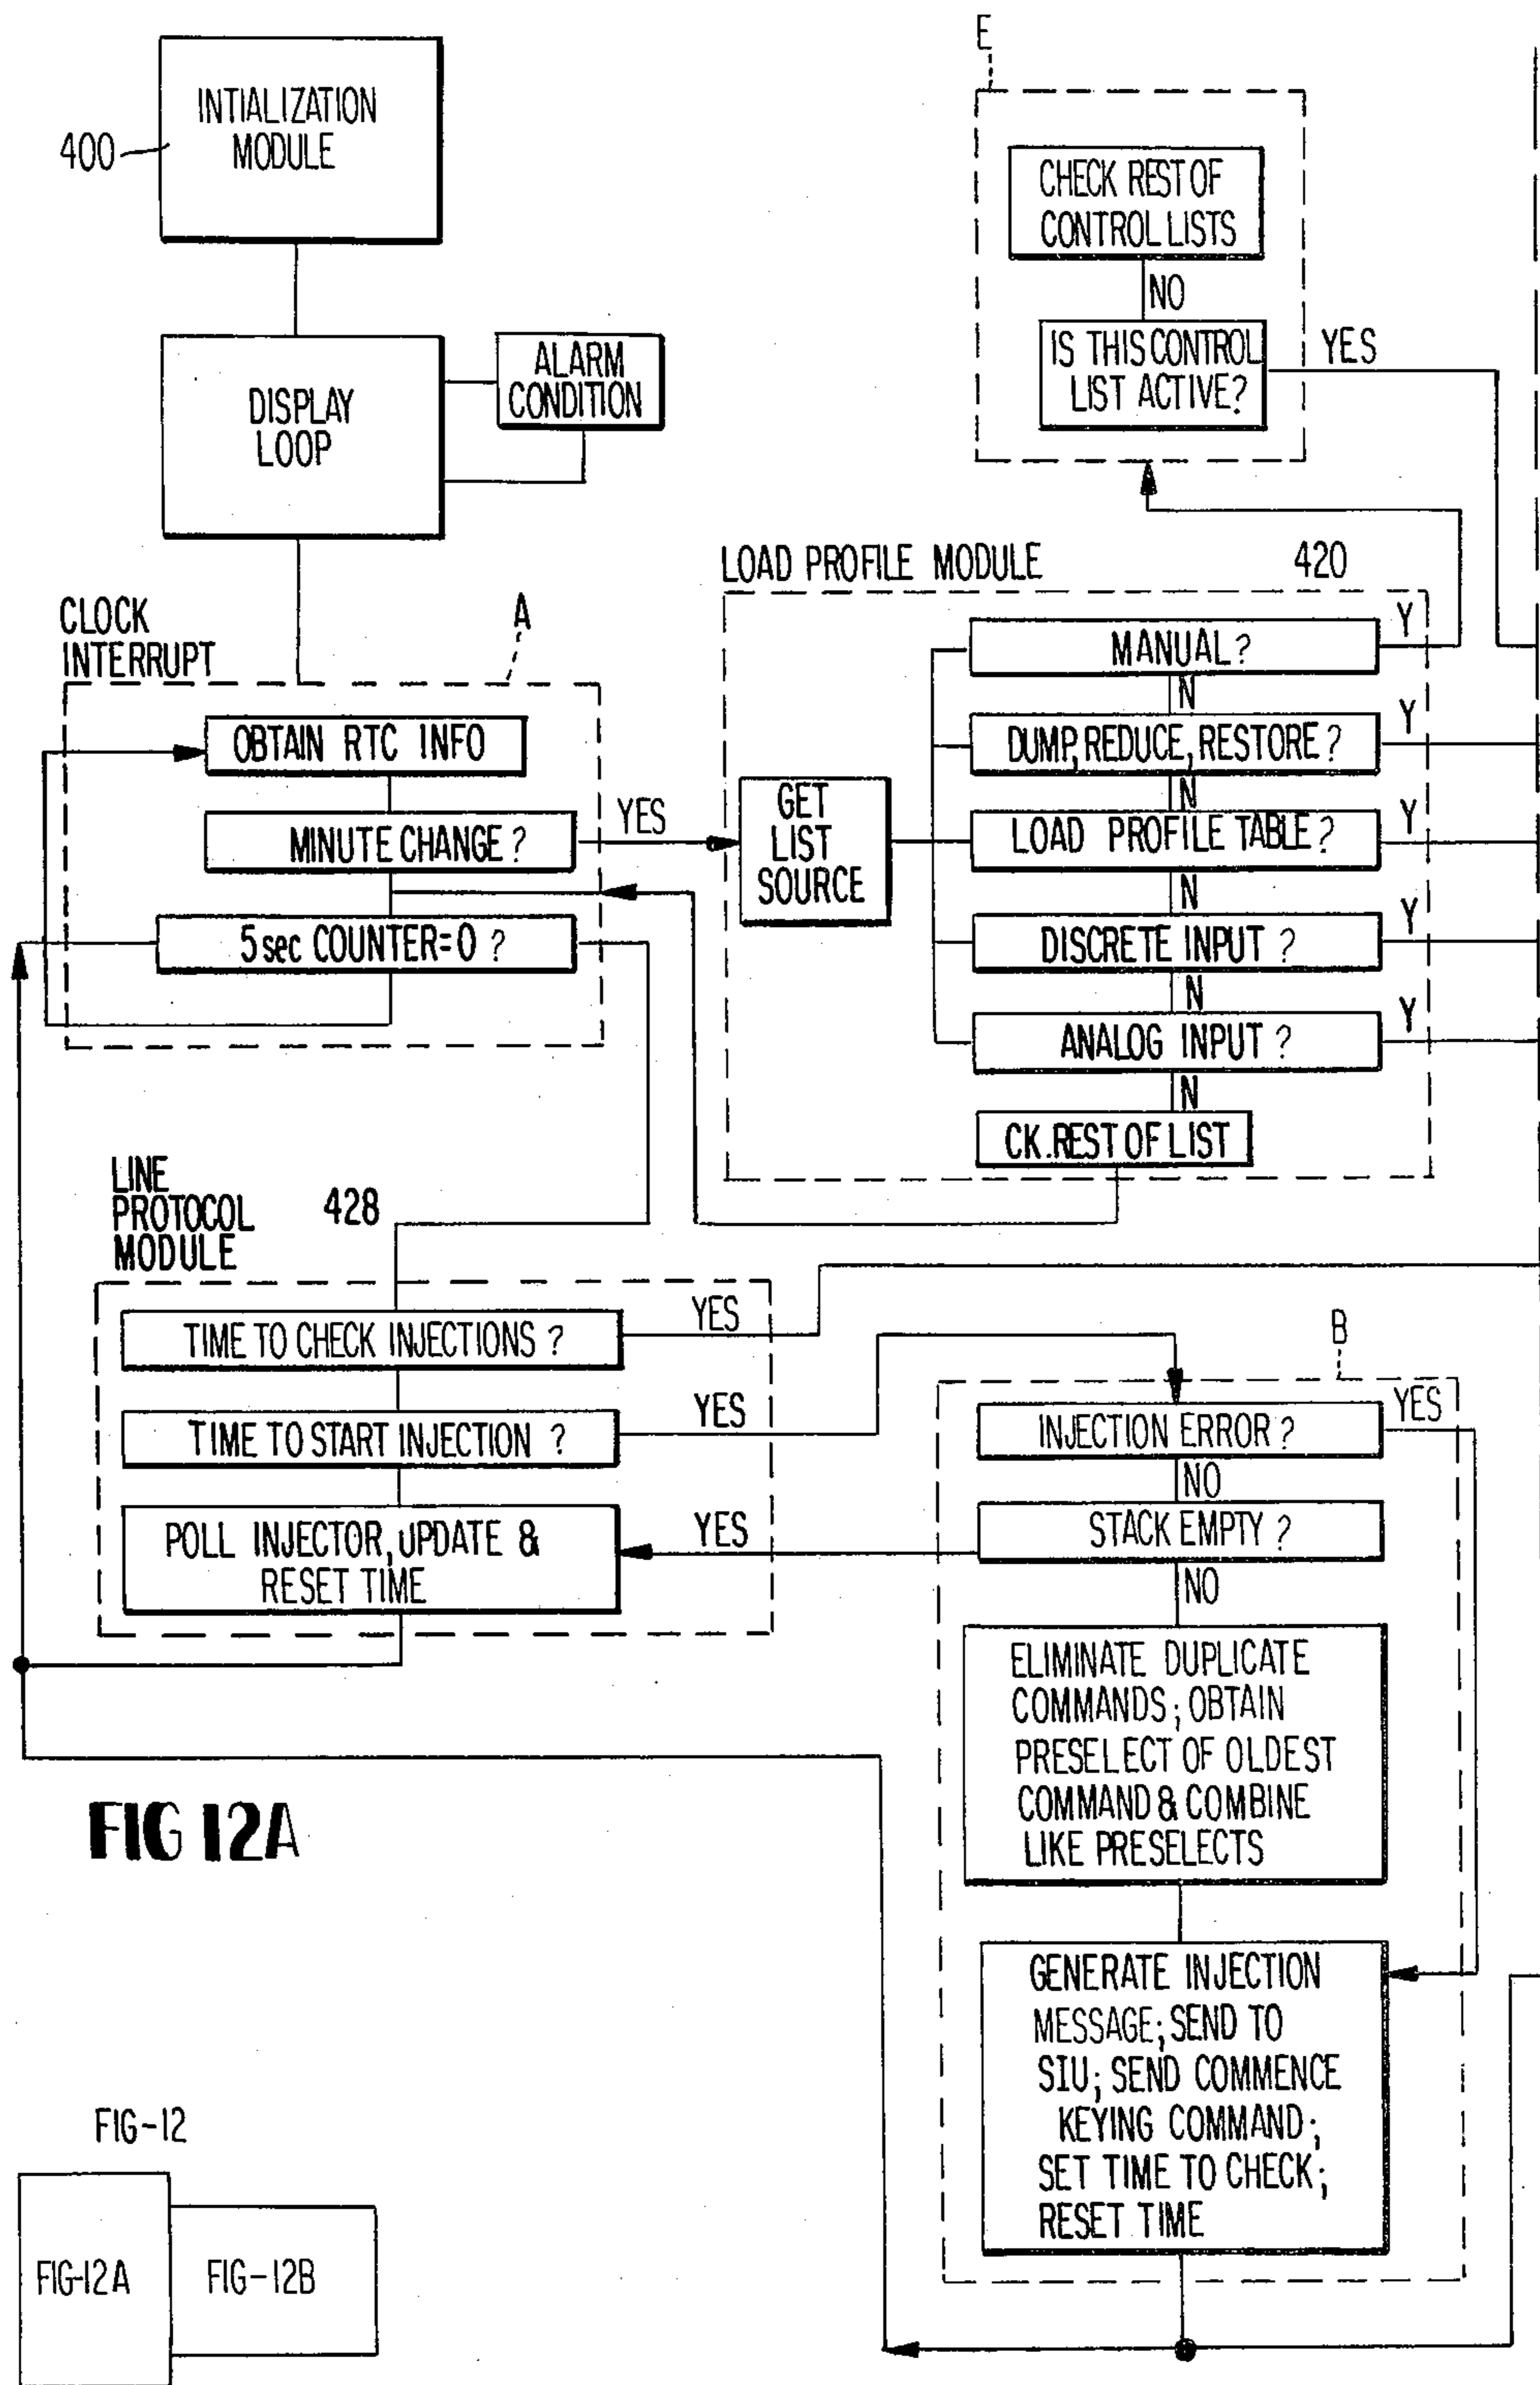 INTIALIZATION
MODULE
400
DISPLAY
LOOP
ALARM
CONDITION
E
CHECK REST OF
CONTROL LISTS
NO
IS THIS CONTROL
LIST ACTIVE?
YES
CLOCK
INTERRUPT
A
OBTAIN RTC INFO
MINUTE CHANGE?
YES
5sec COUNTER=0 ?
LOAD PROFILE MODULE
420
GET
LIST
SOURCE
MANUAL?
Y
N
DUMP, REDUCE, RESTORE?
Y
N
LOAD PROFILE TABLE?
Y
N
DISCRETE INPUT ?
Y
N
ANALOG INPUT ?
Y
N
CK.REST OF LIST
LINE
PROTOCOL
MODULE
428
TIME TO CHECK INJECTIONS ?
YES
TIME TO START INJECTION ?
YES
POLL INJECTOR, UPDATE &
RESET TIME
YES
B
INJECTION ERROR ?
YES
NO
STACK EMPTY ?
NO
ELIMINATE DUPLICATE
COMMANDS; OBTAIN
PRESELECT OF OLDEST
COMMAND & COMBINE
LIKE PRESELECTS
GENERATE INJECTION
MESSAGE; SEND TO
SIU; SEND COMMENCE
KEYING COMMAND;
SET TIME TO CHECK;
RESET TIME
FIG 12A
FIG-12
FIG-12A
FIG-12B